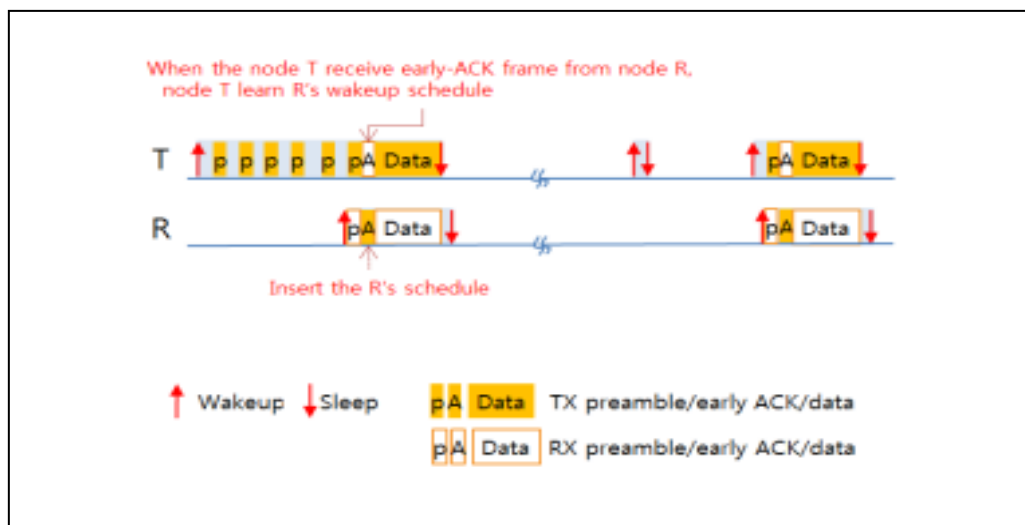 When the node T receive early-ACK frame from node R,
node T learn R's wakeup schedule
T p p p p p pA Data pA Data
R pA Data pA Data
Insert the R's schedule
Wakeup Sleep pA Data TX preamble/early ACK/data
pA Data RX preamble/early ACK/data